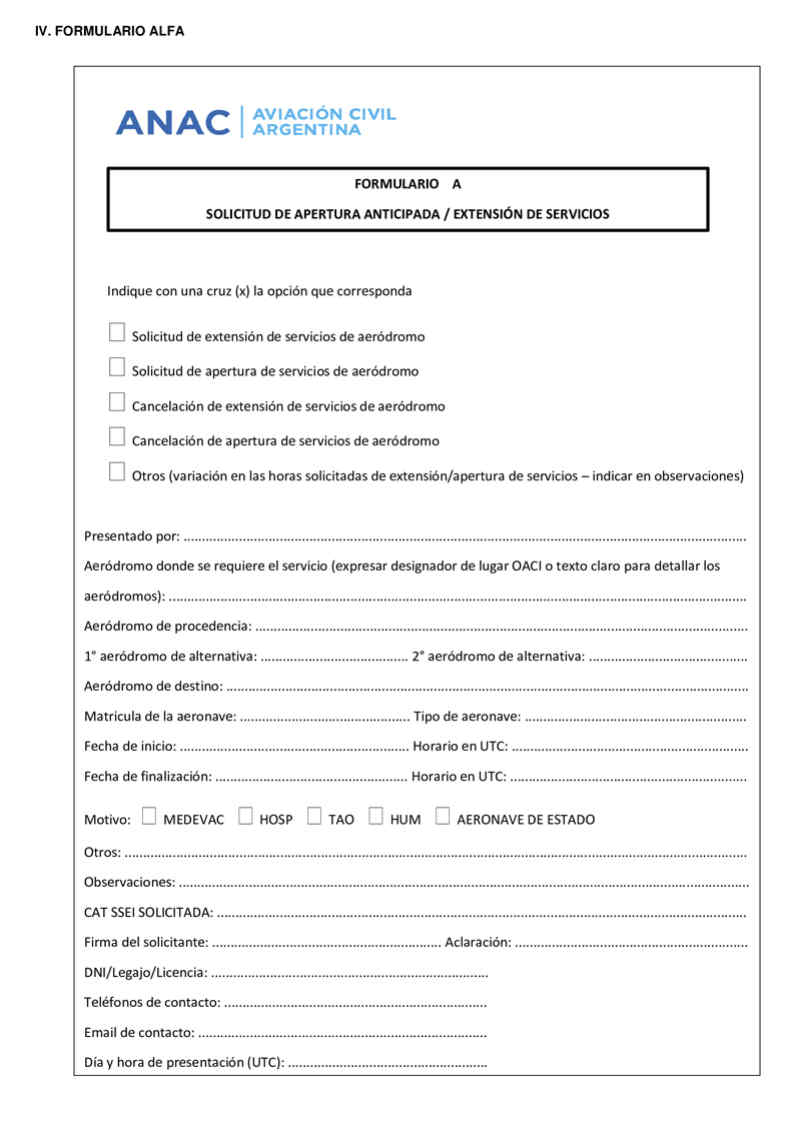 IV. FORMULARIO ALFA
ANAC
AVIACIÓN CIVIL
ARGENTINA
FORMULARIO A
SOLICITUD DE APERTURA ANTICIPADA / EXTENSIÓN DE SERVICIOS
Indique con una cruz (x) la opción que corresponda
Solicitud de extensión de servicios de aeródromo
Solicitud de apertura de servicios de aeródromo
Cancelación de extensión de servicios de aeródromo
Cancelación de apertura de servicios de aeródromo
Otros (variación en las horas solicitadas de extensión/apertura de servicios – indicar en observaciones)
Presentado por: ..........
Aeródromo donde se requiere el servicio (expresar designador de lugar OACI o texto claro para detallar los
aeródromos): ..........
Aeródromo de procedencia: ..........
1° aeródromo de alternativa: .......... 2° aeródromo de alternativa: ..........
Aeródromo de destino: ..........
Matricula de la aeronave: .......... Tipo de aeronave: ..........
Fecha de inicio: .......... Horario en UTC: ..........
Fecha de finalización: .......... Horario en UTC: ..........
Motivo: MEDEVAC HOSP TAO HUM AERONAVE DE ESTADO
Otros: ..........
Observaciones: ..........
CAT SSEI SOLICITADA: ..........
Firma del solicitante: .......... Aclaración: ..........
DNI/Legajo/Licencia: ..........
Teléfonos de contacto: ..........
Email de contacto: ..........
Día y hora de presentación (UTC): ..........